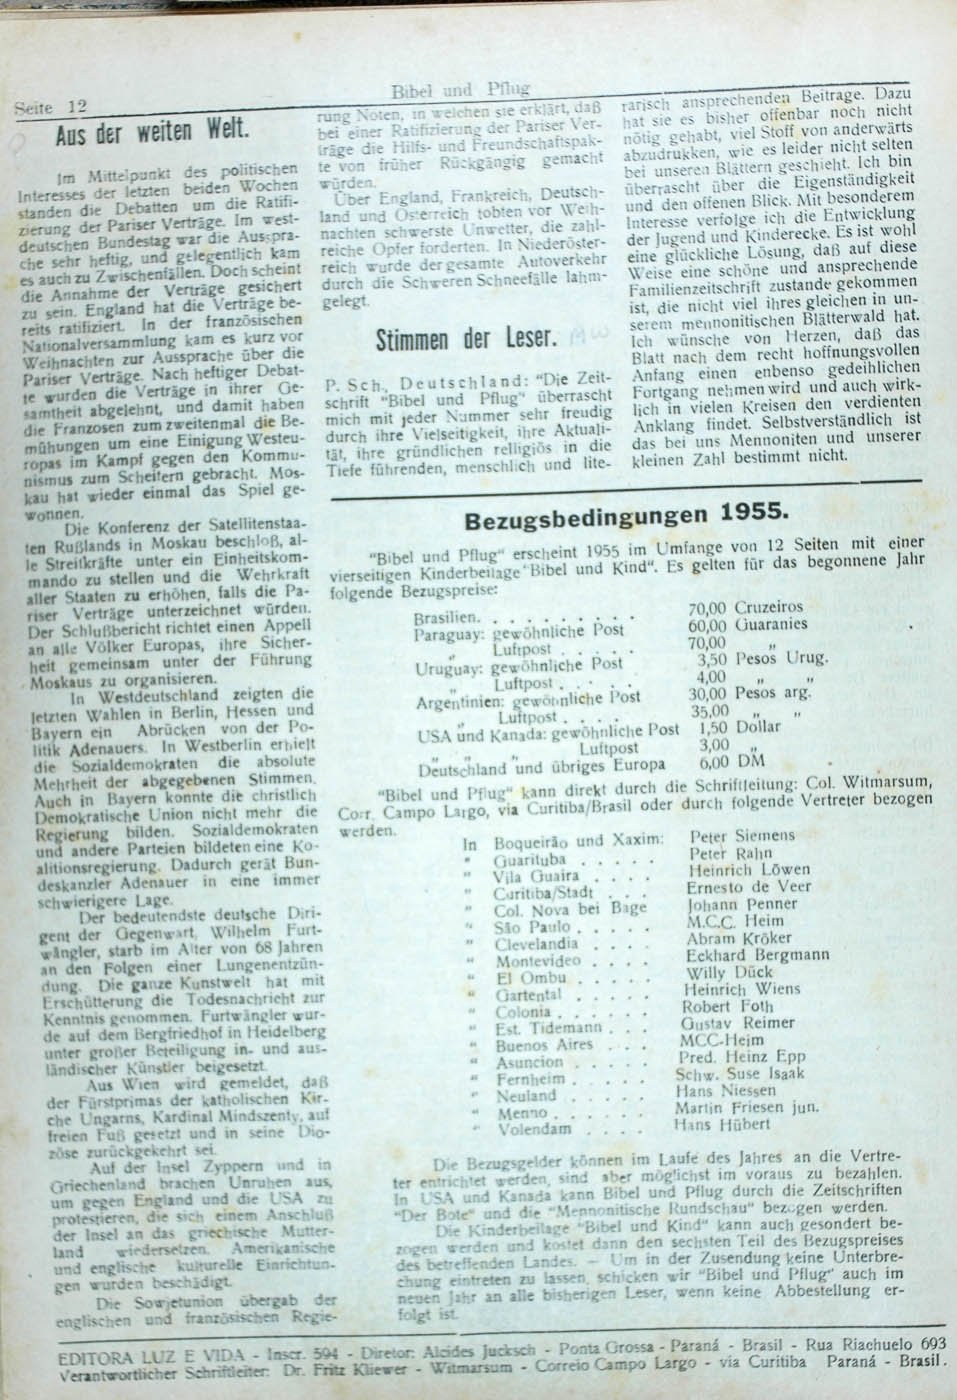 Seite 12
Bibel und Pflug
Aus der weiten Welt.
Im Mittelpunkt des politischen
Interesses der letzten beiden Wochen
standen die Debatten um die Ratifi-
zierung der Pariser Verträge. Im west-
deutschen Bundestag war die Ausspra-
che sehr heftig, und gelegentlich kam
es auch zu Zwischenfällen. Doch scheint
die Annahme der Verträge gesichert
zu sein. England hat die Verträge be-
reits ratifiziert. In der französischen
Nationalversammlung kam es kurz vor
Weihnachten zur Aussprache über die
Pariser Verträge. Nach heftiger Debat-
te wurden die Verträge in ihrer Ge-
samtheit abgelehnt, und damit haben
die Franzosen zum zweitenmal die Be-
mühungen um eine Einigung Westeu-
ropas im Kampf gegen den Kommu-
nismus zum Scheitern gebracht. Mos-
kau hat wieder einmal das Spiel ge-
wonnen.
Die Konferenz der Satellitenstaa-
ten Rußlands in Moskau beschloß, al-
le Streitkräfte unter ein Einheitskom-
mando zu stellen und die Wehrkraft
aller Staaten zu erhöhen, falls die Pa-
riser Verträge unterzeichnet würden.
Der Schlußbericht richtet einen Appell
an alle Völker Europas, ihre Sicher-
heit gemeinsam unter der Führung
Moskaus zu organisieren.
In Westdeutschland zeigten die
letzten Wahlen in Berlin, Hessen und
Bayern ein Abrücken von der Po-
litik Adenauers. In Westberlin erhielt
die Sozialdemokraten die absolute
Mehrheit der abgegebenen Stimmen.
Auch in Bayern konnte die christlich
Demokratische Union nicht mehr die
Regierung bilden. Sozialdemokraten
und andere Parteien bildeten eine Ko-
alitionsregierung. Dadurch gerät Bun-
deskanzler Adenauer in eine immer
schwierigere Lage.
Der bedeutendste deutsche Diri-
gent der Gegenwart, Wilhelm Furt-
wängler, starb im Alter von 68 Jahren
an den Folgen einer Lungenentzün-
dung. Die ganze Kunstwelt hat mit
Erschütterung die Todesnachricht zur
Kenntnis genommen. Furtwängler wur-
de auf dem Bergfriedhof in Heidelberg
unter großer Beteiligung in- und aus-
ländischer Künstler beigesetzt.
Aus Wien wird gemeldet, daß
der Fürstprimas der katholischen Kir-
che Ungarns, Kardinal Mindszenty, auf
freien Fuß gesetzt und in seine Diö-
zöse zurückgekehrt sei.
Auf der Insel Zyppern und in
Griechenland brachen Unruhen aus,
um gegen England und die USA zu
protestieren, die sich einem Anschluß
der Insel an das griechische Mutter-
land wiedersetzen. Amerikanische
und englische kulturelle Einrichtun-
gen wurden beschädigt.
Die Sowjetunion übergab der
englischen und französischen Regie-
rung Noten, in welchen sie erklärt, daß
bei einer Ratifizierung der Pariser Ver-
träge die Hilfs- und Freundschaftspak-
te von früher Rückgängig gemacht
würden.
Über England, Frankreich, Deutsch-
land und Österreich tobten vor Weih-
nachten schwerste Unwetter, die zahl-
reiche Opfer forderten. In Niederöster-
reich wurde der gesamte Autoverkehr
durch die Schweren Schneefälle lahm-
gelegt.
Stimmen der Leser.
P. Sch., Deutschland: "Die Zeit-
schrift "Bibel und Pflug" überrascht
mich mit jeder Nummer sehr freudig
durch ihre Vielseitigkeit, ihre Aktuali-
tät, ihre gründlichen religiös in die
Tiefe führenden, menschlich und lite-
rarisch ansprechenden Beitrage. Dazu
hat sie es bisher offenbar noch nicht
nötig gehabt, viel Stoff von anderwärts
abzudrukken, wie es leider nicht selten
bei unseren Blättern geschieht. Ich bin
überrascht über die Eigenständigkeit
und den offenen Blick. Mit besonderem
Interesse verfolge ich die Entwicklung
der Jugend und Kinderecke. Es ist wohl
eine glückliche Lösung, daß auf diese
Weise eine schöne und ansprechende
Familienzeitschrift zustande gekommen
ist, die nicht viel ihres gleichen in un-
serem mennonitischen Blätterwald hat.
Ich wünsche von Herzen, daß das
Blatt nach dem recht hoffnungsvollen
Anfang einen enbenso gedeihlichen
Fortgang nehmen wird und auch wirk-
lich in vielen Kreisen den verdienten
Anklang findet. Selbstverständlich ist
das bei uns Mennoniten und unserer
kleinen Zahl bestimmt nicht.
Bezugsbedingungen 1955.
"Bibel und Pflug" erscheint 1955 im Umfange von 12 Seiten mit einer
vierseitigen Kinderbeilage "Bibel und Kind". Es gelten für das begonnene Jahr
folgende Bezugspreise:
Brasilien. . . . . . . . . . 70,00 Cruzeiros
Paraguay: gewöhnliche Post 60,00 Guaranies
„ Luftpost . . . . . 70,00 „
Uruguay: gewöhnliche Post 3,50 Pesos Urug.
„ Luftpost . . . . . 4,00 „ „
Argentinien: gewöhnliche Post 30,00 Pesos arg.
„ Luftpost . . . . 35,00 „ „
USA und Kanada: gewöhnliche Post 1,50 Dollar
„ „ „ Luftpost 3,00 „
Deutschland und übriges Europa 6,00 DM
"Bibel und Pflug" kann direkt durch die Schriftleitung: Col. Witmarsum,
Corr. Campo Largo, via Curitiba/Brasil oder durch folgende Vertreter bezogen
werden.
In Boqueirão und Xaxim: Peter Siemens
" Guarituba . . . . . Peter Rahn
" Vila Guaira . . . . Heinrich Löwen
" Curitiba/Stadt . . . Ernesto de Veer
" Col. Nova bei Bage Johann Penner
" São Paulo . . . . . M.C.C. Heim
" Clevelandia . . . . Abram Kröker
" Montevideo . . . . Eckhard Bergmann
" El Ombu . . . . . Willy Dück
" Gartental . . . . . Heinrich Wiens
" Colonia . . . . . . Robert Foth
" Est. Tidemann . . . Gustav Reimer
" Buenos Aires . . . MCC-Heim
" Asuncion . . . . . Pred. Heinz Epp
" Fernheim . . . . . Schw. Suse Isaak
" Neuland . . . . . Hans Niessen
" Menno . . . . . . Martin Friesen jun.
" Volendam . . . . Hans Hübert
Die Bezugsgelder können im Laufe des Jahres an die Vertre-
ter entrichtet werden, sind aber möglichst im voraus zu bezahlen.
In USA und Kanada kann Bibel und Pflug durch die Zeitschriften
"Der Bote" und die "Mennonitische Rundschau" bezogen werden.
Die Kinderbeilage "Bibel und Kind" kann auch gesondert be-
zogen werden und kostet dann den sechsten Teil des Bezugspreises
des betreffenden Landes. — Um in der Zusendung keine Unterbre-
chung eintreten zu lassen, schicken wir "Bibel und Pflug" auch im
neuen Jahr an alle bisherigen Leser, wenn keine Abbestellung er-
folgt ist.
EDITORA LUZ E VIDA - Inscr. 594 - Diretor: Alcides Jucksch - Ponta Grossa - Paraná - Brasil - Rua Riachuelo 693
Verantwortlicher Schriftleiter: Dr. Fritz Kliewer - Witmarsum - Correio Campo Largo - via Curitiba Paraná - Brasil.